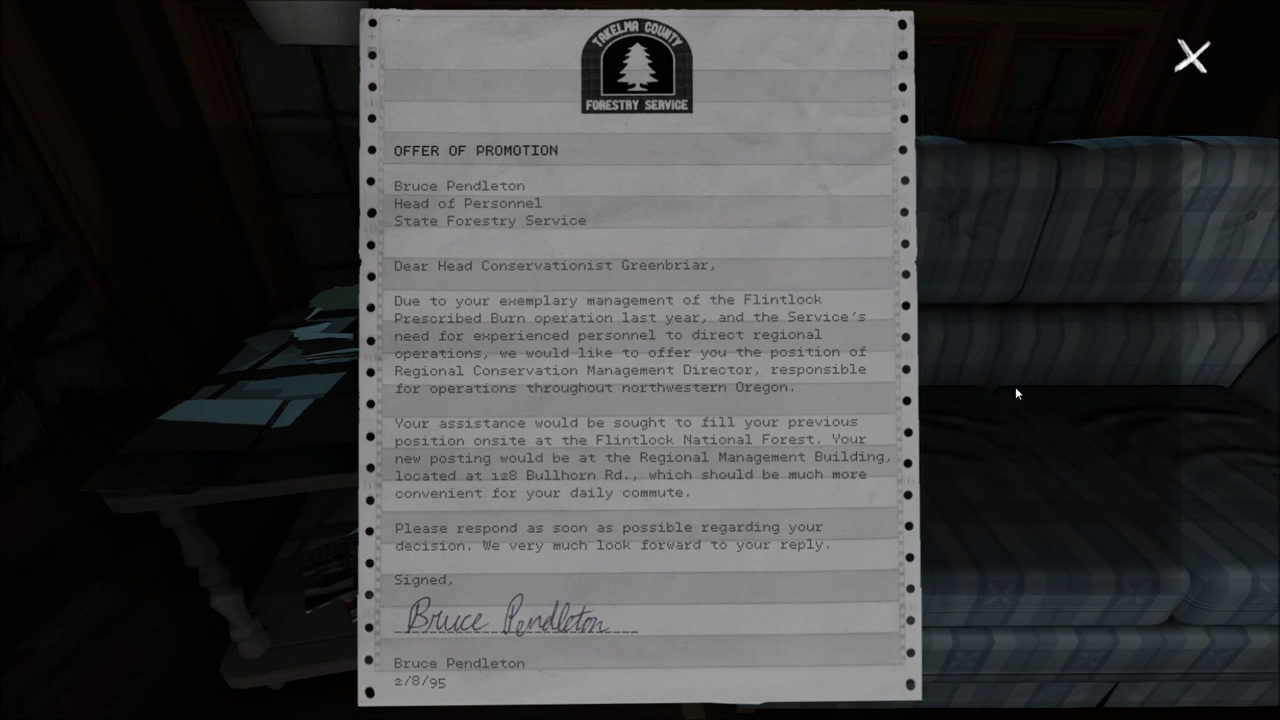 TAKELMA COUNTY
FORESTRY SERVICE
OFFER OF PROMOTION
Bruce Pendleton
Head of Personnel
State Forestry Service
Dear Head Conservationist Greenbriar,
Due to your exemplary management of the Flintlock
Prescribed Burn operation last year, and the Service's
need for experienced personnel to direct regional
operations, we would like to offer you the position of
Regional Conservation Management Director, responsible
for operations throughout northwestern Oregon.
Your assistance would be sought to fill your previous
position onsite at the Flintlock National Forest. Your
new posting would be at the Regional Management Building,
located at 128 Bullhorn Rd., which should be much more
convenient for your daily commute.
Please respond as soon as possible regarding your
decision. We very much look forward to your reply.
Signed,
Bruce Pendleton
Bruce Pendleton
2/8/95